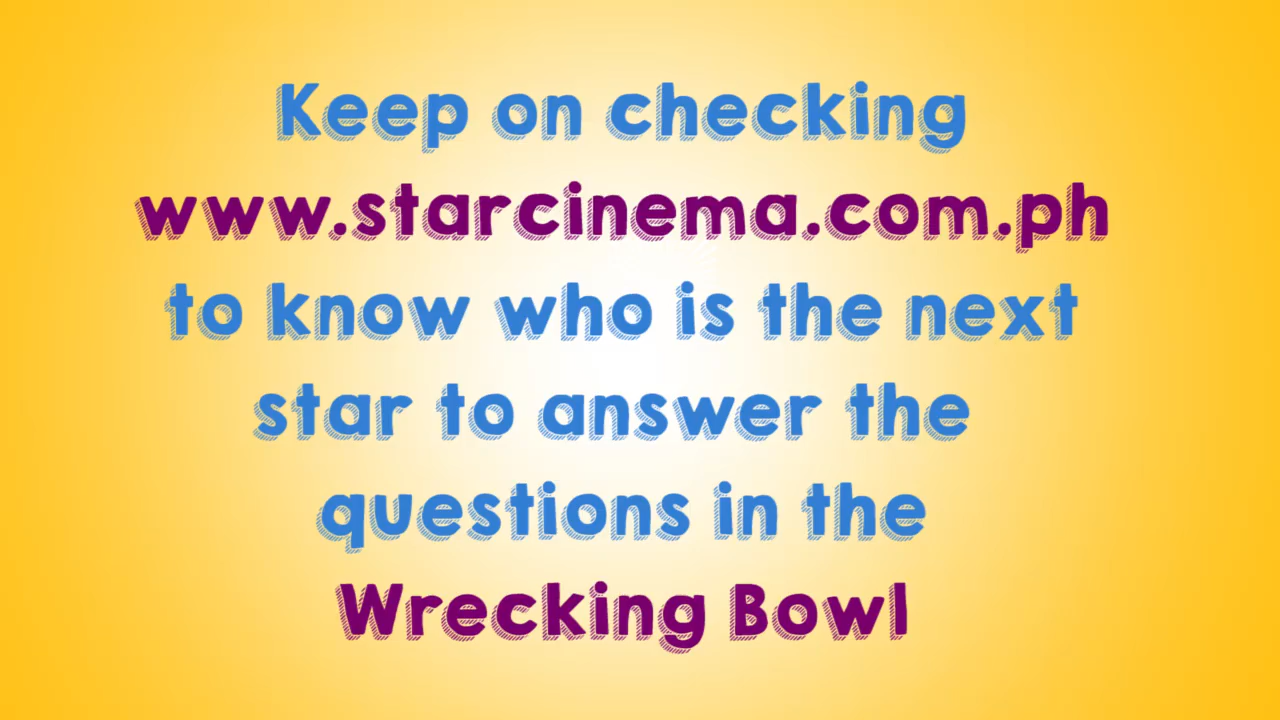 Keep on checking
www.starcinema.com.ph
to know who is the next
star to answer the
questions in the
Wrecking Bowl